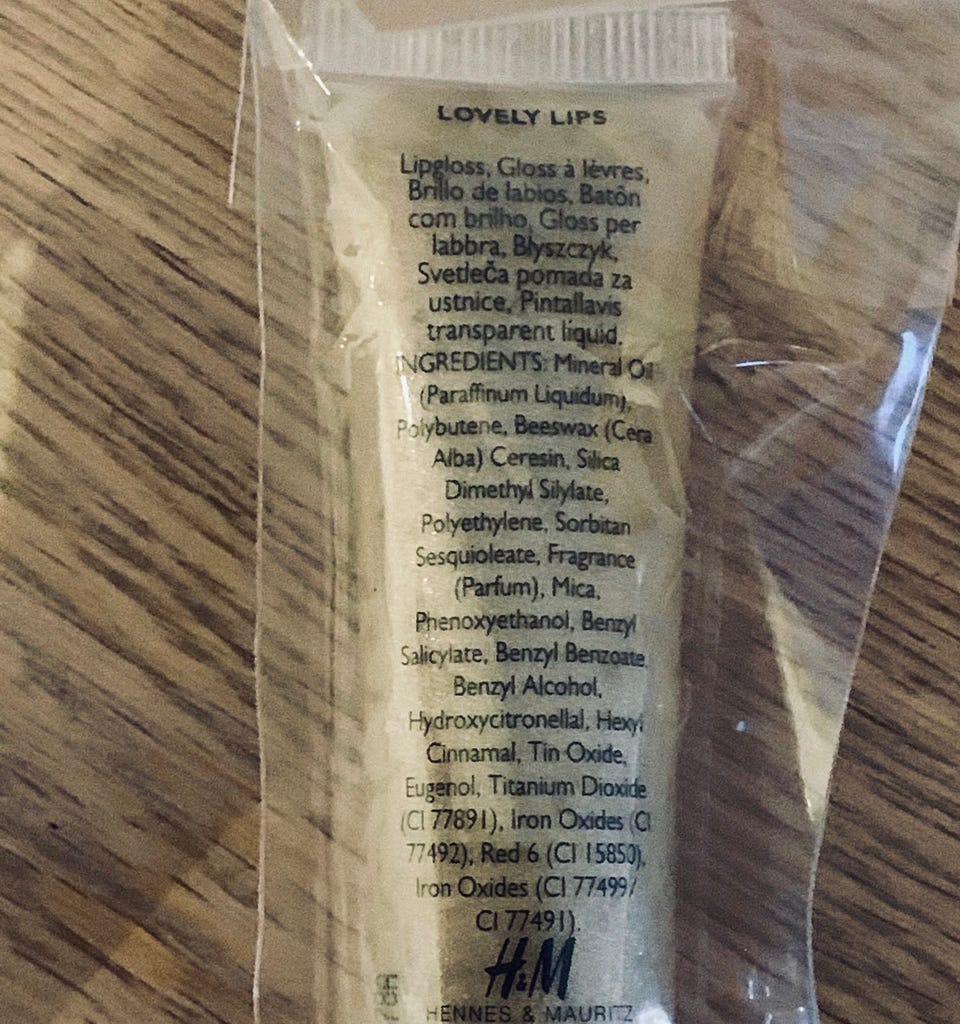 LOVELY LIPS
Lipgloss, Gloss à lèvres,
Brillo de labios, Batôn
com brilho, Gloss per
labbra, Błyszczyk,
Svetleča pomada za
ustnice, Pintallavis
transparent líquid.
INGREDIENTS: Mineral Oil
(Paraffinum Liquidum),
Polybutene, Beeswax (Cera
Alba) Ceresin, Silica
Dimethyl Silylate,
Polyethylene, Sorbitan
Sesquioleate, Fragrance
(Parfum), Mica,
Phenoxyethanol, Benzyl
Salicylate, Benzyl Benzoate,
Benzyl Alcohol,
Hydroxycitronellal, Hexyl
Cinnamal, Tin Oxide,
Eugenol, Titanium Dioxide
(CI 77891), Iron Oxides (CI
77492), Red 6 (CI 15850),
Iron Oxides (CI 77499/
CI 77491).
H&M
HENNES & MAURITZ